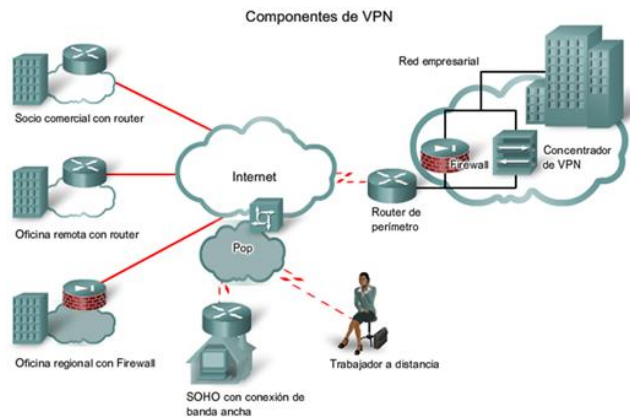 Componentes de VPN
Red empresarial
Socio comercial con router
Firewall
Concentrador
de VPN
Internet
Router de
perímetro
Oficina remota con router
Pop
Oficina regional con Firewall
SOHO con conexión de
banda ancha
Trabajador a distancia